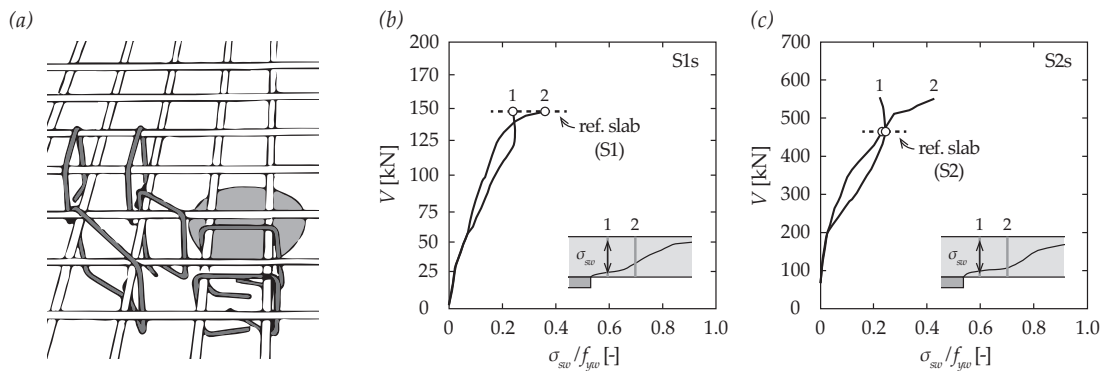 (a)
(b)
S1s
200
175
150
125
100
75
50
25
0
V [kN]
1 2
ref. slab
(S1)
1 2
σsw
0 0.2 0.4 0.6 0.8 1.0
σsw/fyw [-]
(c)
S2s
700
600
500
400
300
200
100
0
V [kN]
1 2
ref. slab
(S2)
1 2
σsw
0 0.2 0.4 0.6 0.8 1.0
σsw/fyw [-]